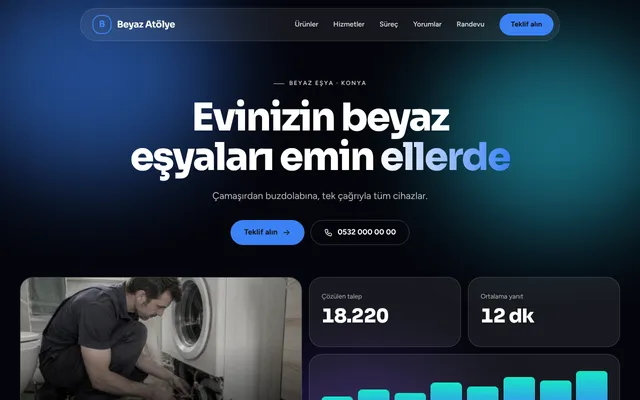 B
Beyaz Atölye
Ürünler
Hizmetler
Süreç
Yorumlar
Randevu
Teklif alın
BEYAZ EŞYA · KONYA
Evinizin beyaz
eşyaları emin ellerde
Çamaşırdan buzdolabına, tek çağrıyla tüm cihazlar.
Teklif alın →
0532 000 00 00
Çözülen talep
18.220
Ortalama yanıt
12 dk